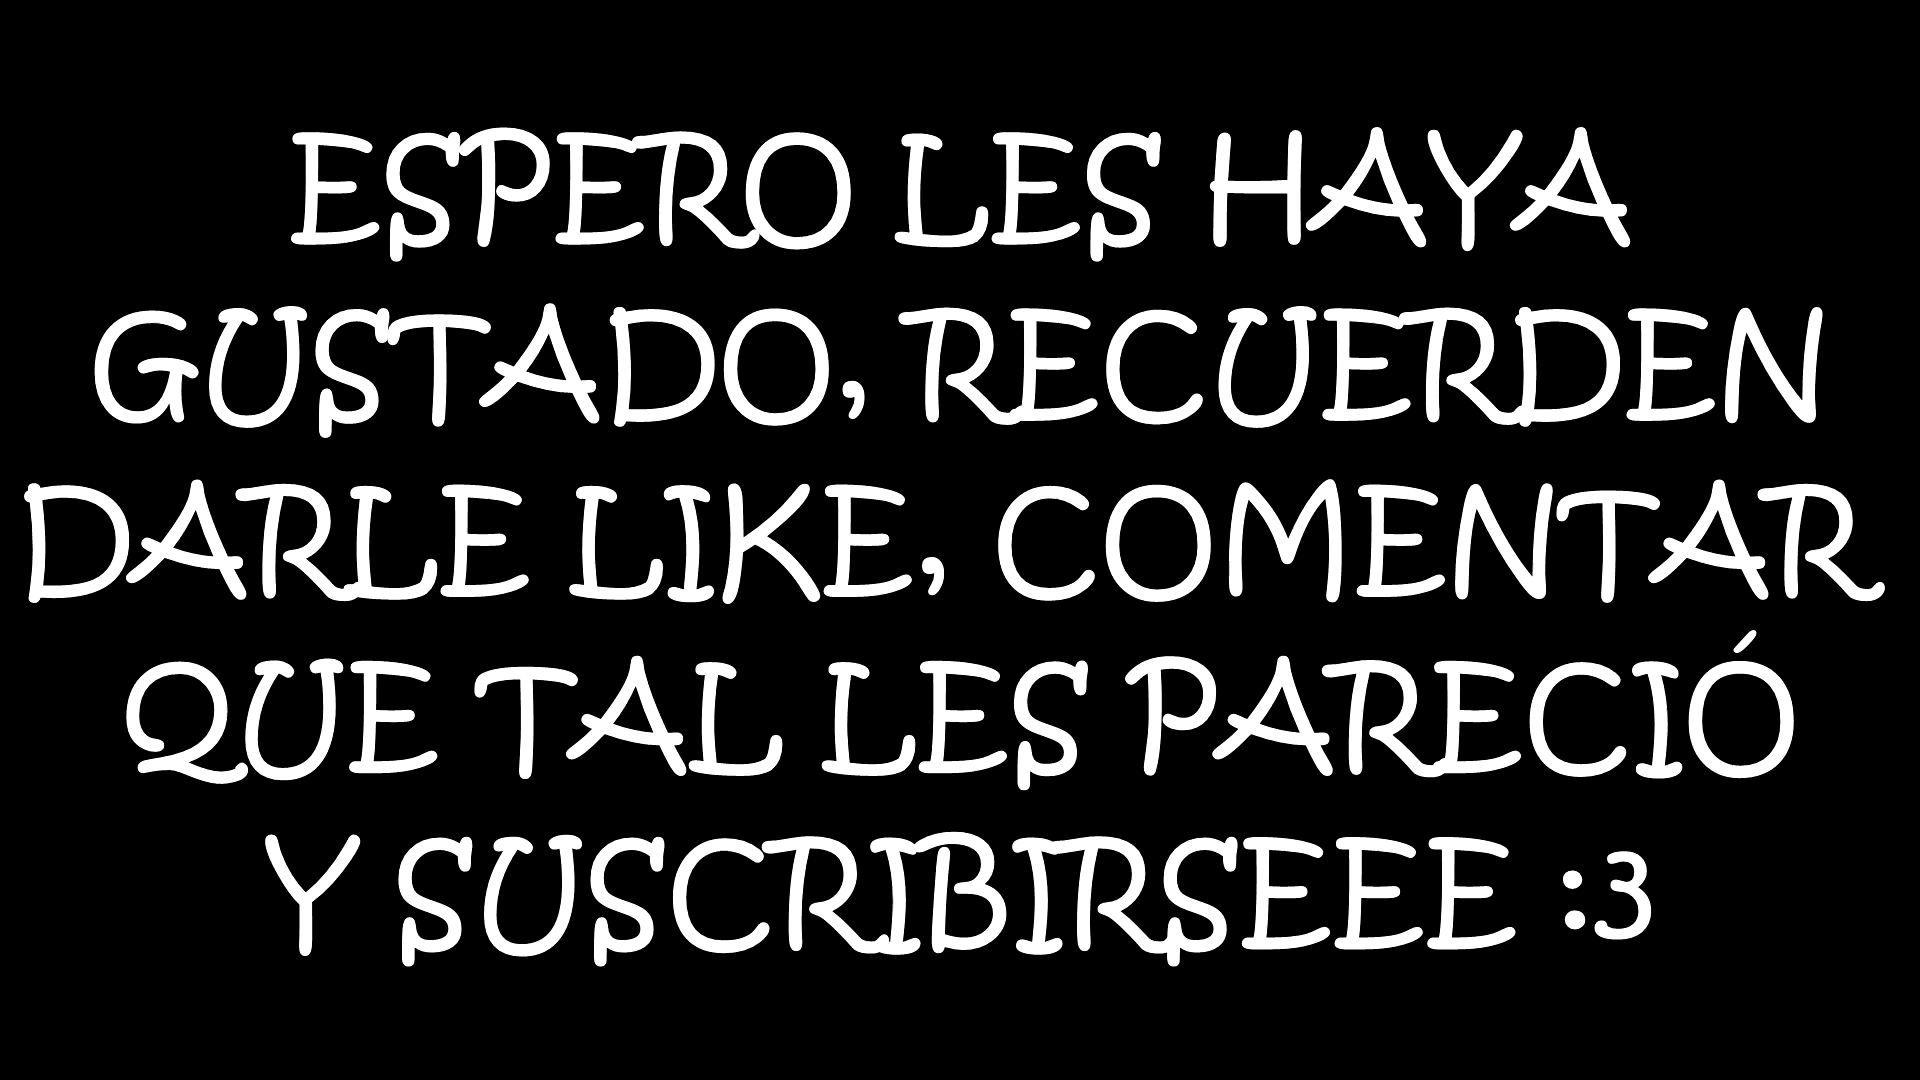 ESPERO LES HAYA
GUSTADO, RECUERDEN
DARLE LIKE, COMENTAR
QUE TAL LES PARECIÓ
Y SUSCRIBIRSEEE :3